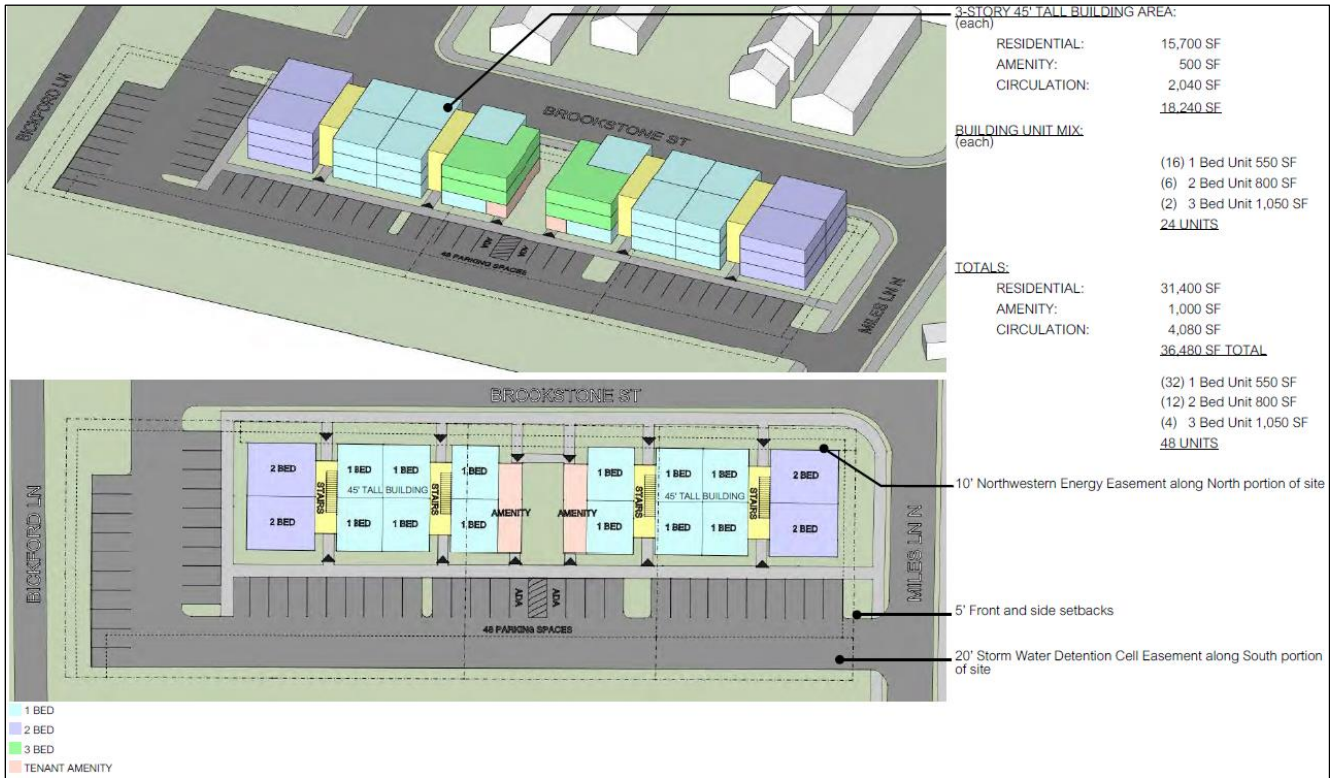 3-STORY 45' TALL BUILDING AREA:
(each)
RESIDENTIAL: 15,700 SF
AMENITY: 500 SF
CIRCULATION: 2,040 SF
18,240 SF
BUILDING UNIT MIX:
(each)
(16) 1 Bed Unit 550 SF
(6) 2 Bed Unit 800 SF
(2) 3 Bed Unit 1,050 SF
24 UNITS
TOTALS:
RESIDENTIAL: 31,400 SF
AMENITY: 1,000 SF
CIRCULATION: 4,080 SF
36,480 SF TOTAL
(32) 1 Bed Unit 550 SF
(12) 2 Bed Unit 800 SF
(4) 3 Bed Unit 1,050 SF
48 UNITS
10' Northwestern Energy Easement along North portion of site
5' Front and side setbacks
20' Storm Water Detention Cell Easement along South portion
of site
BICKFORD LN
BROOKSTONE ST
MILES LN N
ADA
ADA
48 PARKING SPACES
BROOKSTONE ST
BICKFORD LN
MILES LN N
2 BED
1 BED
1 BED
1 BED
1 BED
1 BED
1 BED
2 BED
STAIRS
45' TALL BUILDING
STAIRS
AMENITY
AMENITY
STAIRS
45' TALL BUILDING
STAIRS
2 BED
1 BED
1 BED
1 BED
1 BED
1 BED
1 BED
2 BED
ADA
ADA
48 PARKING SPACES
1 BED
2 BED
3 BED
TENANT AMENITY